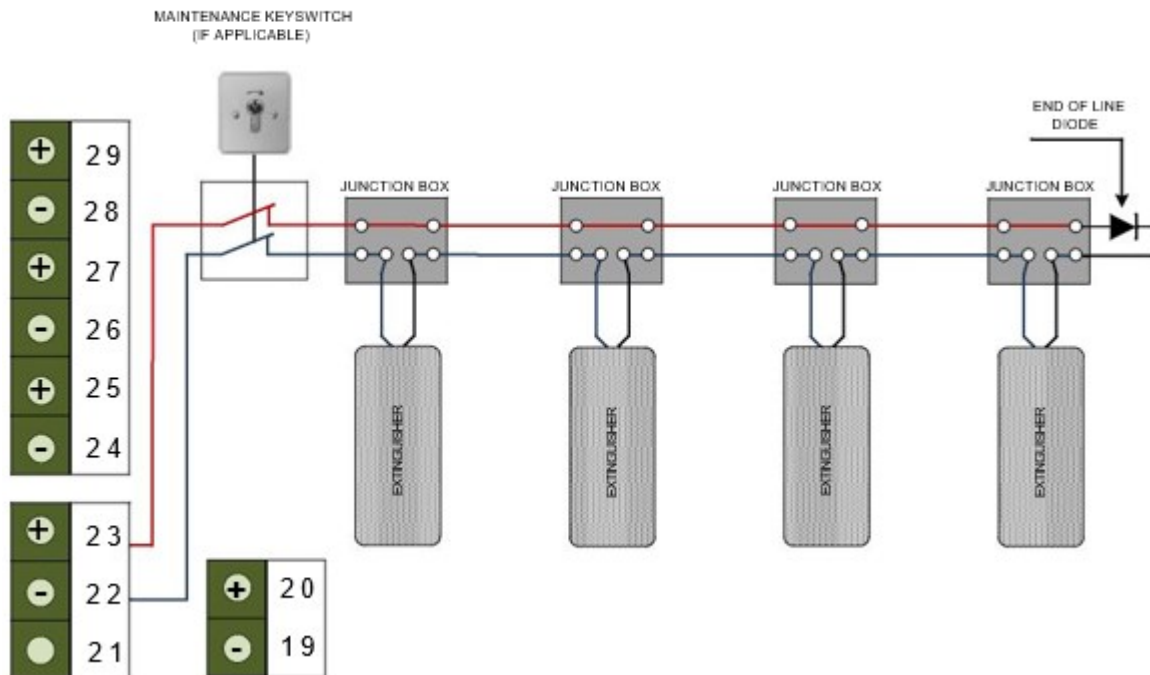 MAINTENANCE KEYSWITCH
(IF APPLICABLE)
END OF LINE
DIODE
JUNCTION BOX
JUNCTION BOX
JUNCTION BOX
JUNCTION BOX
+ 29
- 28
+ 27
- 26
+ 25
- 24
+ 23
- 22
21
+ 20
- 19
EXTINGUISHER
EXTINGUISHER
EXTINGUISHER
EXTINGUISHER